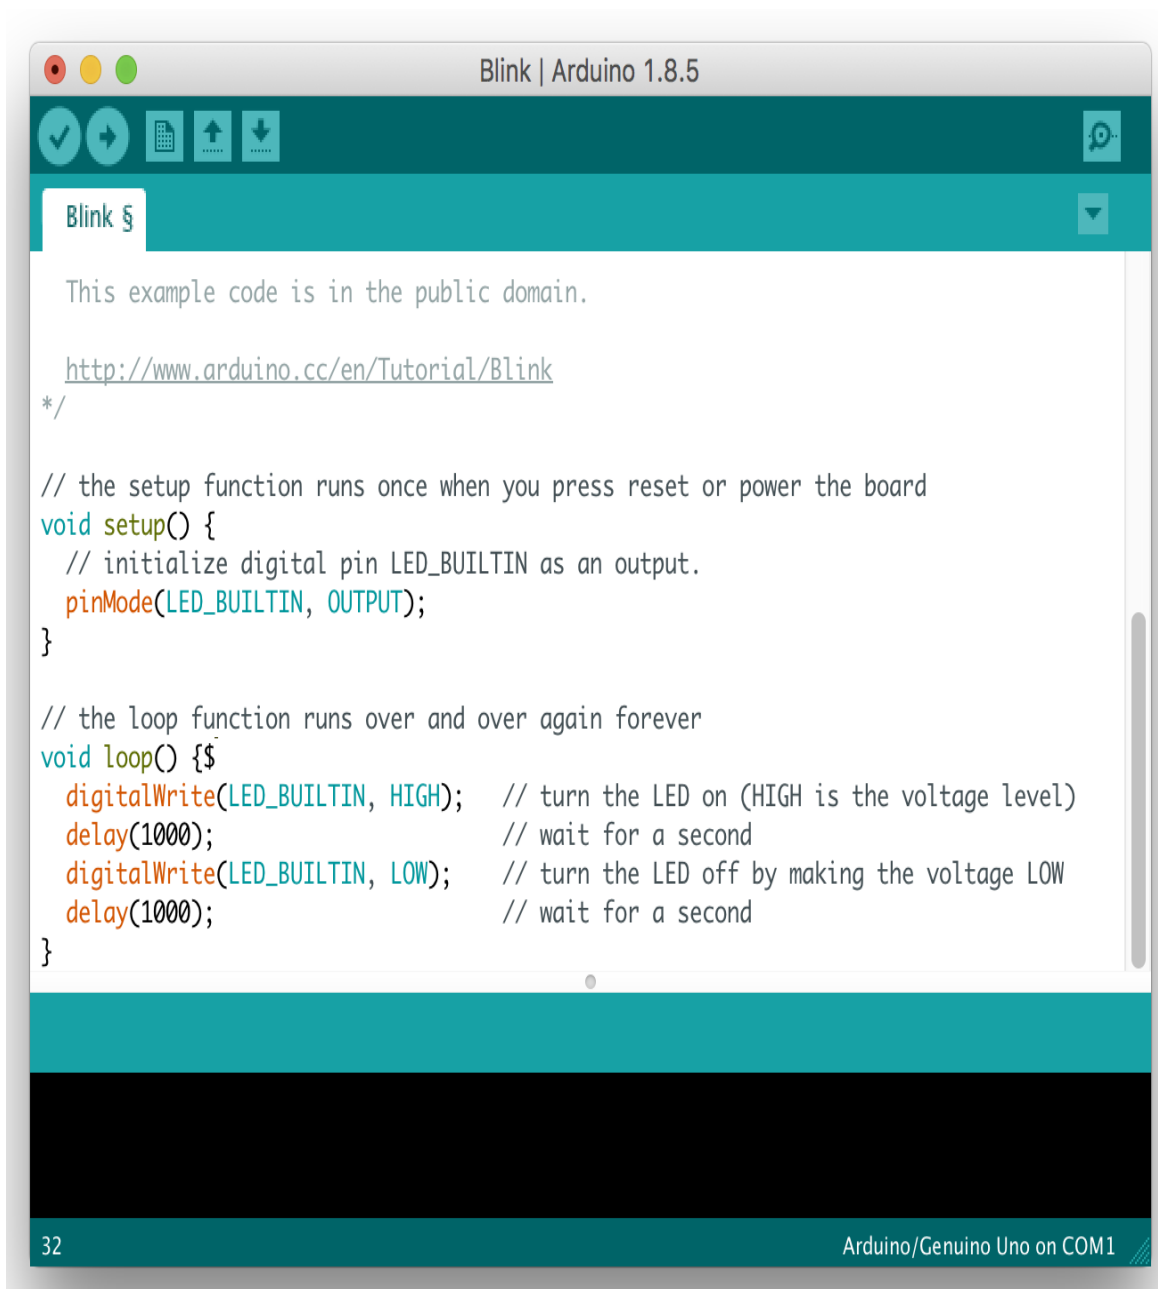 Blink | Arduino 1.8.5
Blink §
This example code is in the public domain.
http://www.arduino.cc/en/Tutorial/Blink
*/
// the setup function runs once when you press reset or power the board
void setup() {
  // initialize digital pin LED_BUILTIN as an output.
  pinMode(LED_BUILTIN, OUTPUT);
}
// the loop function runs over and over again forever
void loop() {$
  digitalWrite(LED_BUILTIN, HIGH);   // turn the LED on (HIGH is the voltage level)
  delay(1000);                       // wait for a second
  digitalWrite(LED_BUILTIN, LOW);    // turn the LED off by making the voltage LOW
  delay(1000);                       // wait for a second
}
32 Arduino/Genuino Uno on COM1